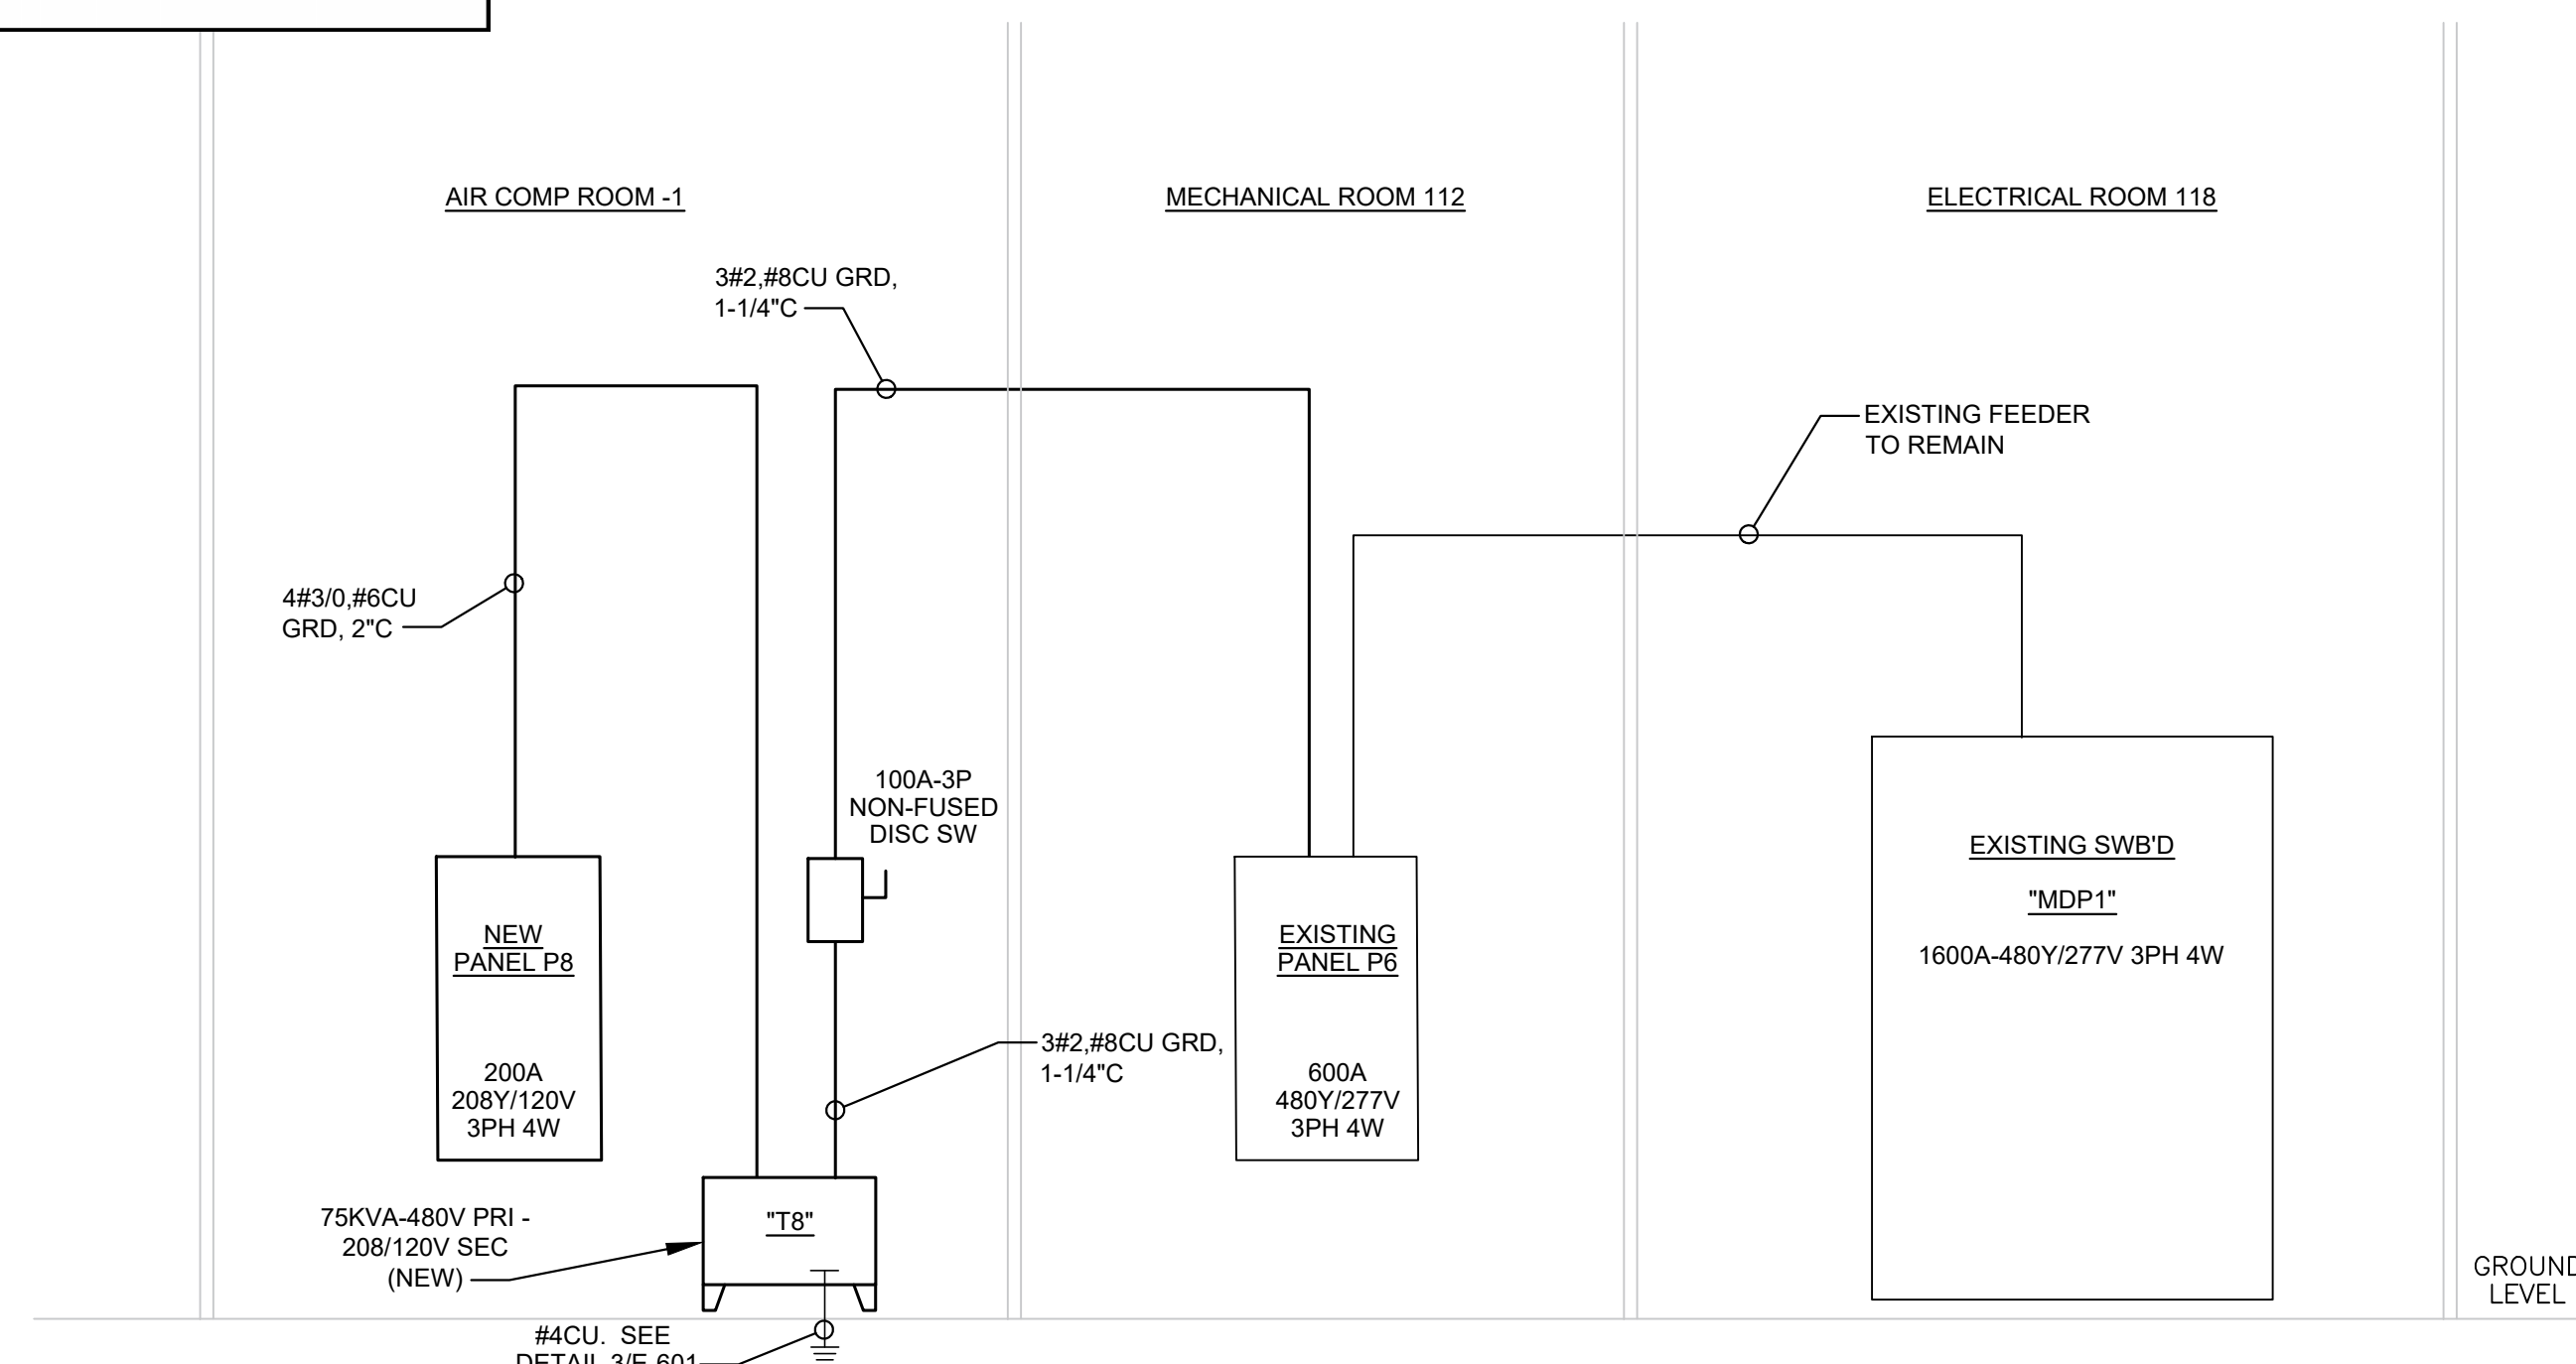 AIR COMP ROOM -1
MECHANICAL ROOM 112
ELECTRICAL ROOM 118
3#2,#8CU GRD,
1-1/4"C
EXISTING FEEDER
TO REMAIN
4#3/0,#6CU
GRD, 2"C
100A-3P
NON-FUSED
DISC SW
NEW
PANEL P8
200A
208Y/120V
3PH 4W
EXISTING
PANEL P6
600A
480Y/277V
3PH 4W
EXISTING SWB'D
"MDP1"
1600A-480Y/277V 3PH 4W
3#2,#8CU GRD,
1-1/4"C
75KVA-480V PRI -
208/120V SEC
(NEW)
"T8"
GROUND
LEVEL
#4CU. SEE
DETAIL 3/E-601